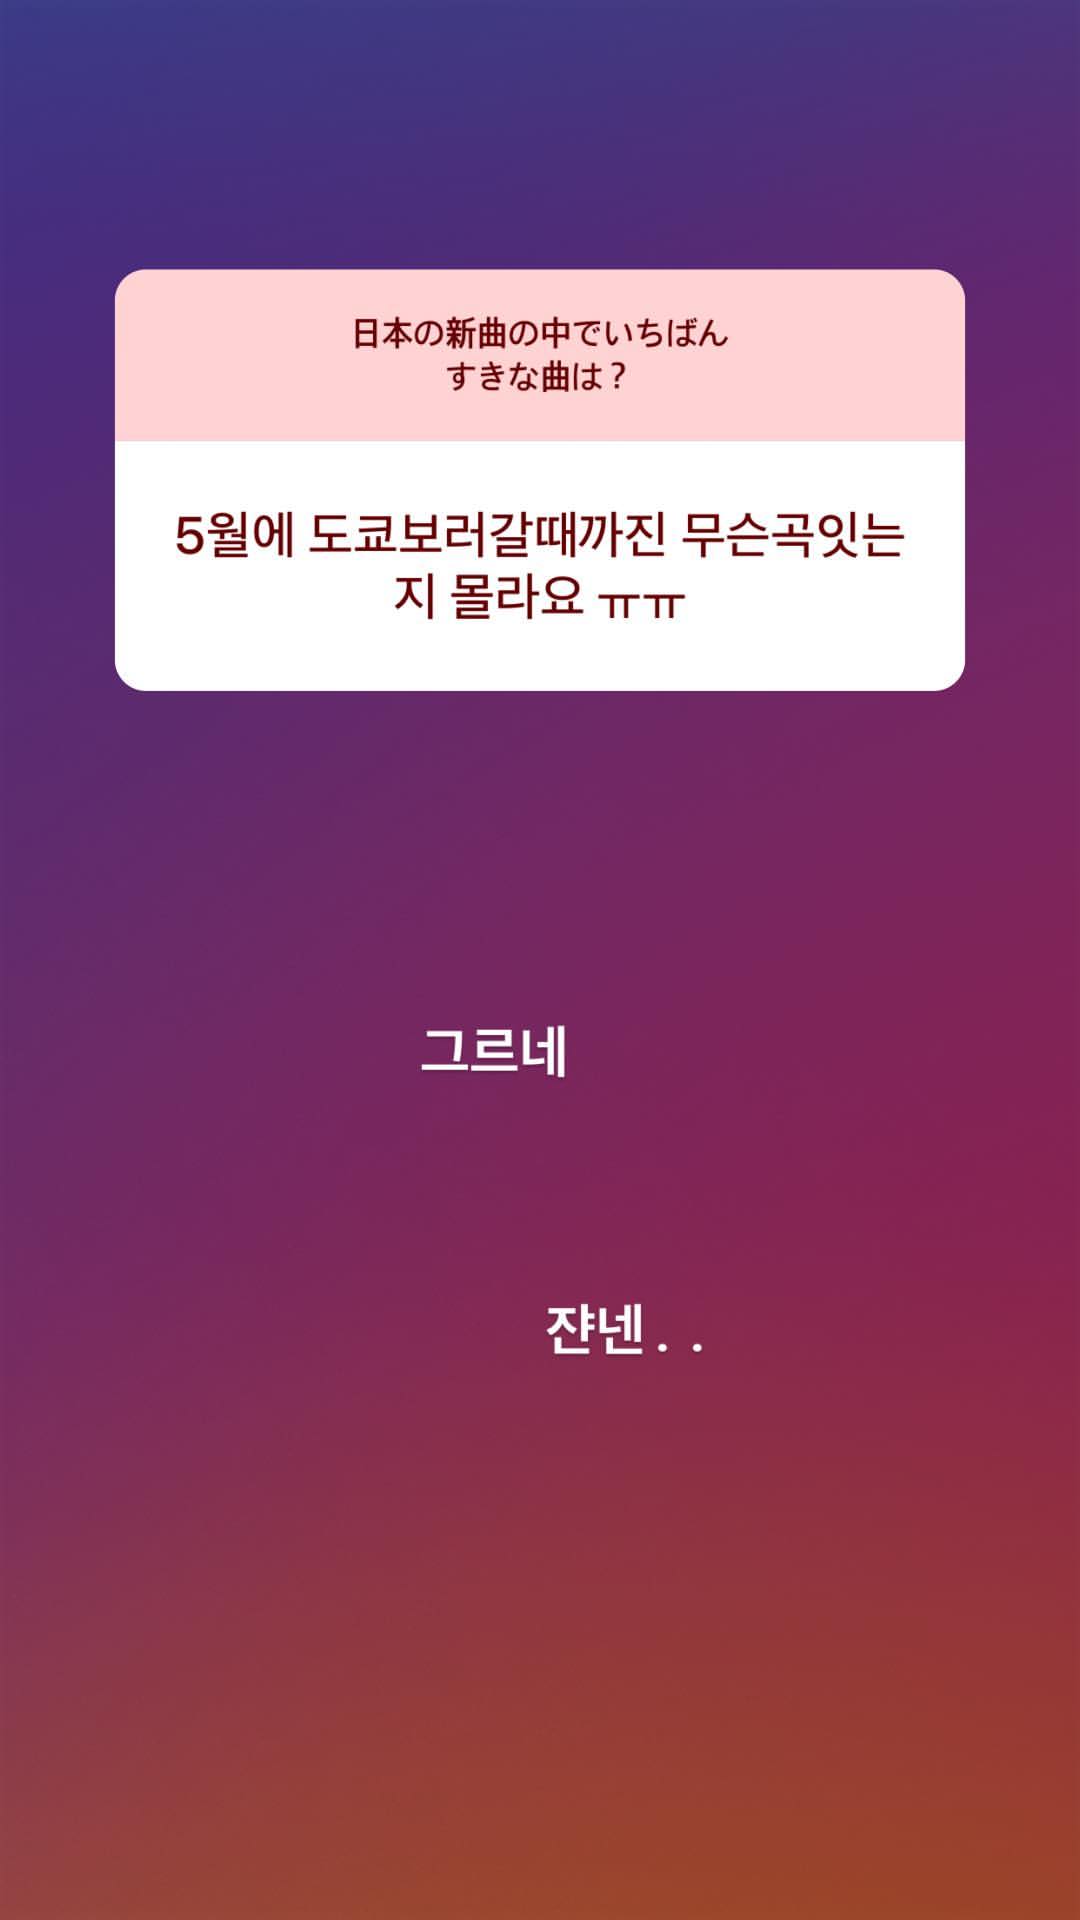 日本の新曲の中でいちばん
すきな曲は？
5월에 도쿄보러갈때까진 무슨곡잇는
지 몰라요 ㅠㅠ
그르네
쟌넨. .